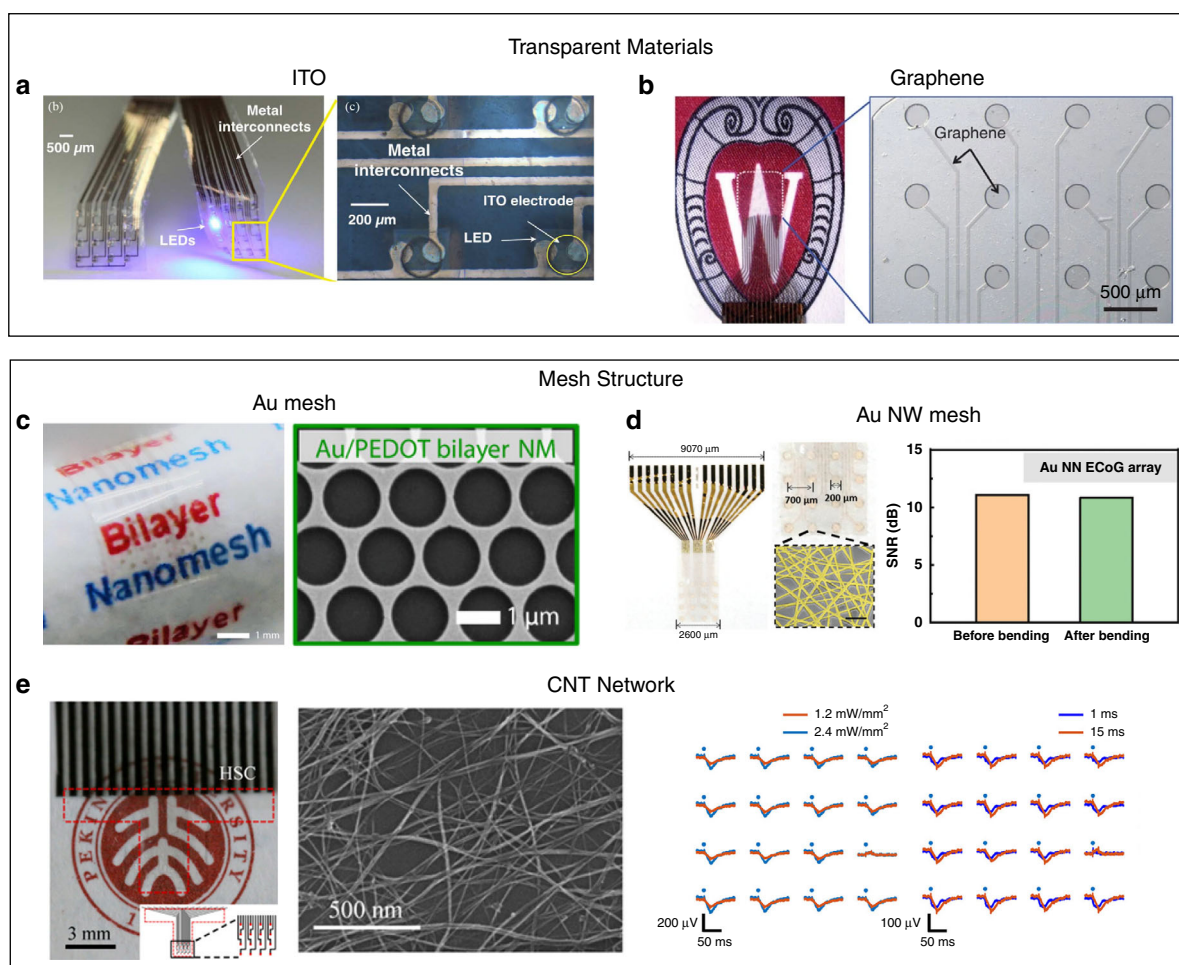 Transparent Materials
a
ITO
(b)
Metal
interconnects
500 µm
LEDs
(c)
Metal
interconnects
200 µm
ITO electrode
LED
b
Graphene
W
Graphene
500 µm
Mesh Structure
c
Au mesh
Bilayer
Nanomesh
Bilayer
Nanomesh
Bilayer
1 mm
Au/PEDOT bilayer NM
1 µm
d
Au NW mesh
9070 µm
700 µm
200 µm
2600 µm
Au NN ECoG array
SNR (dB)
15
10
5
0
Before bending
After bending
e
CNT Network
HSC
PEKIN
RSITY
1
3 mm
500 nm
1.2 mW/mm²
2.4 mW/mm²
1 ms
15 ms
200 µV
50 ms
100 µV
50 ms